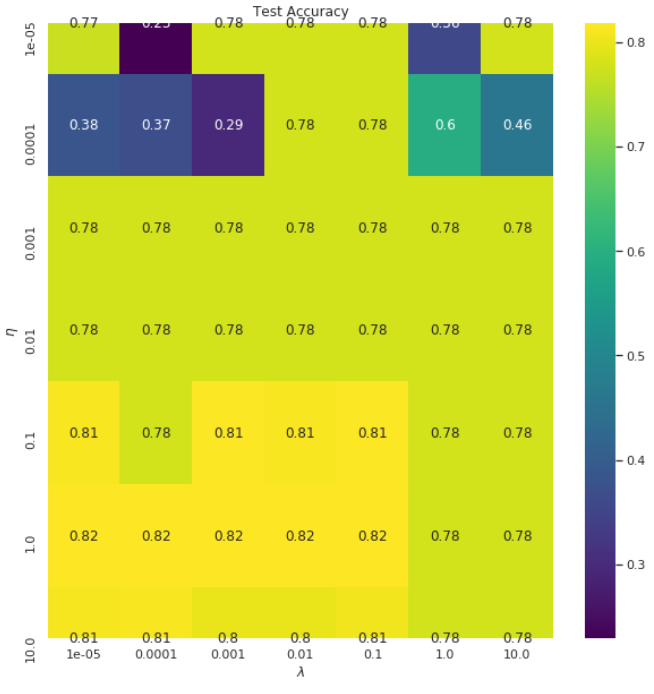 Test Accuracy
1e-05 0.77 0.23 0.78 0.78 0.78 0.36 0.78
0.0001 0.38 0.37 0.29 0.78 0.78 0.6 0.46
0.001 0.78 0.78 0.78 0.78 0.78 0.78 0.78
0.01 0.78 0.78 0.78 0.78 0.78 0.78 0.78
0.1 0.81 0.78 0.81 0.81 0.81 0.78 0.78
1.0 0.82 0.82 0.82 0.82 0.82 0.78 0.78
10.0 0.81 0.81 0.8 0.8 0.81 0.78 0.78
η
1e-05 0.0001 0.001 0.01 0.1 1.0 10.0
λ
0.8
0.7
0.6
0.5
0.4
0.3